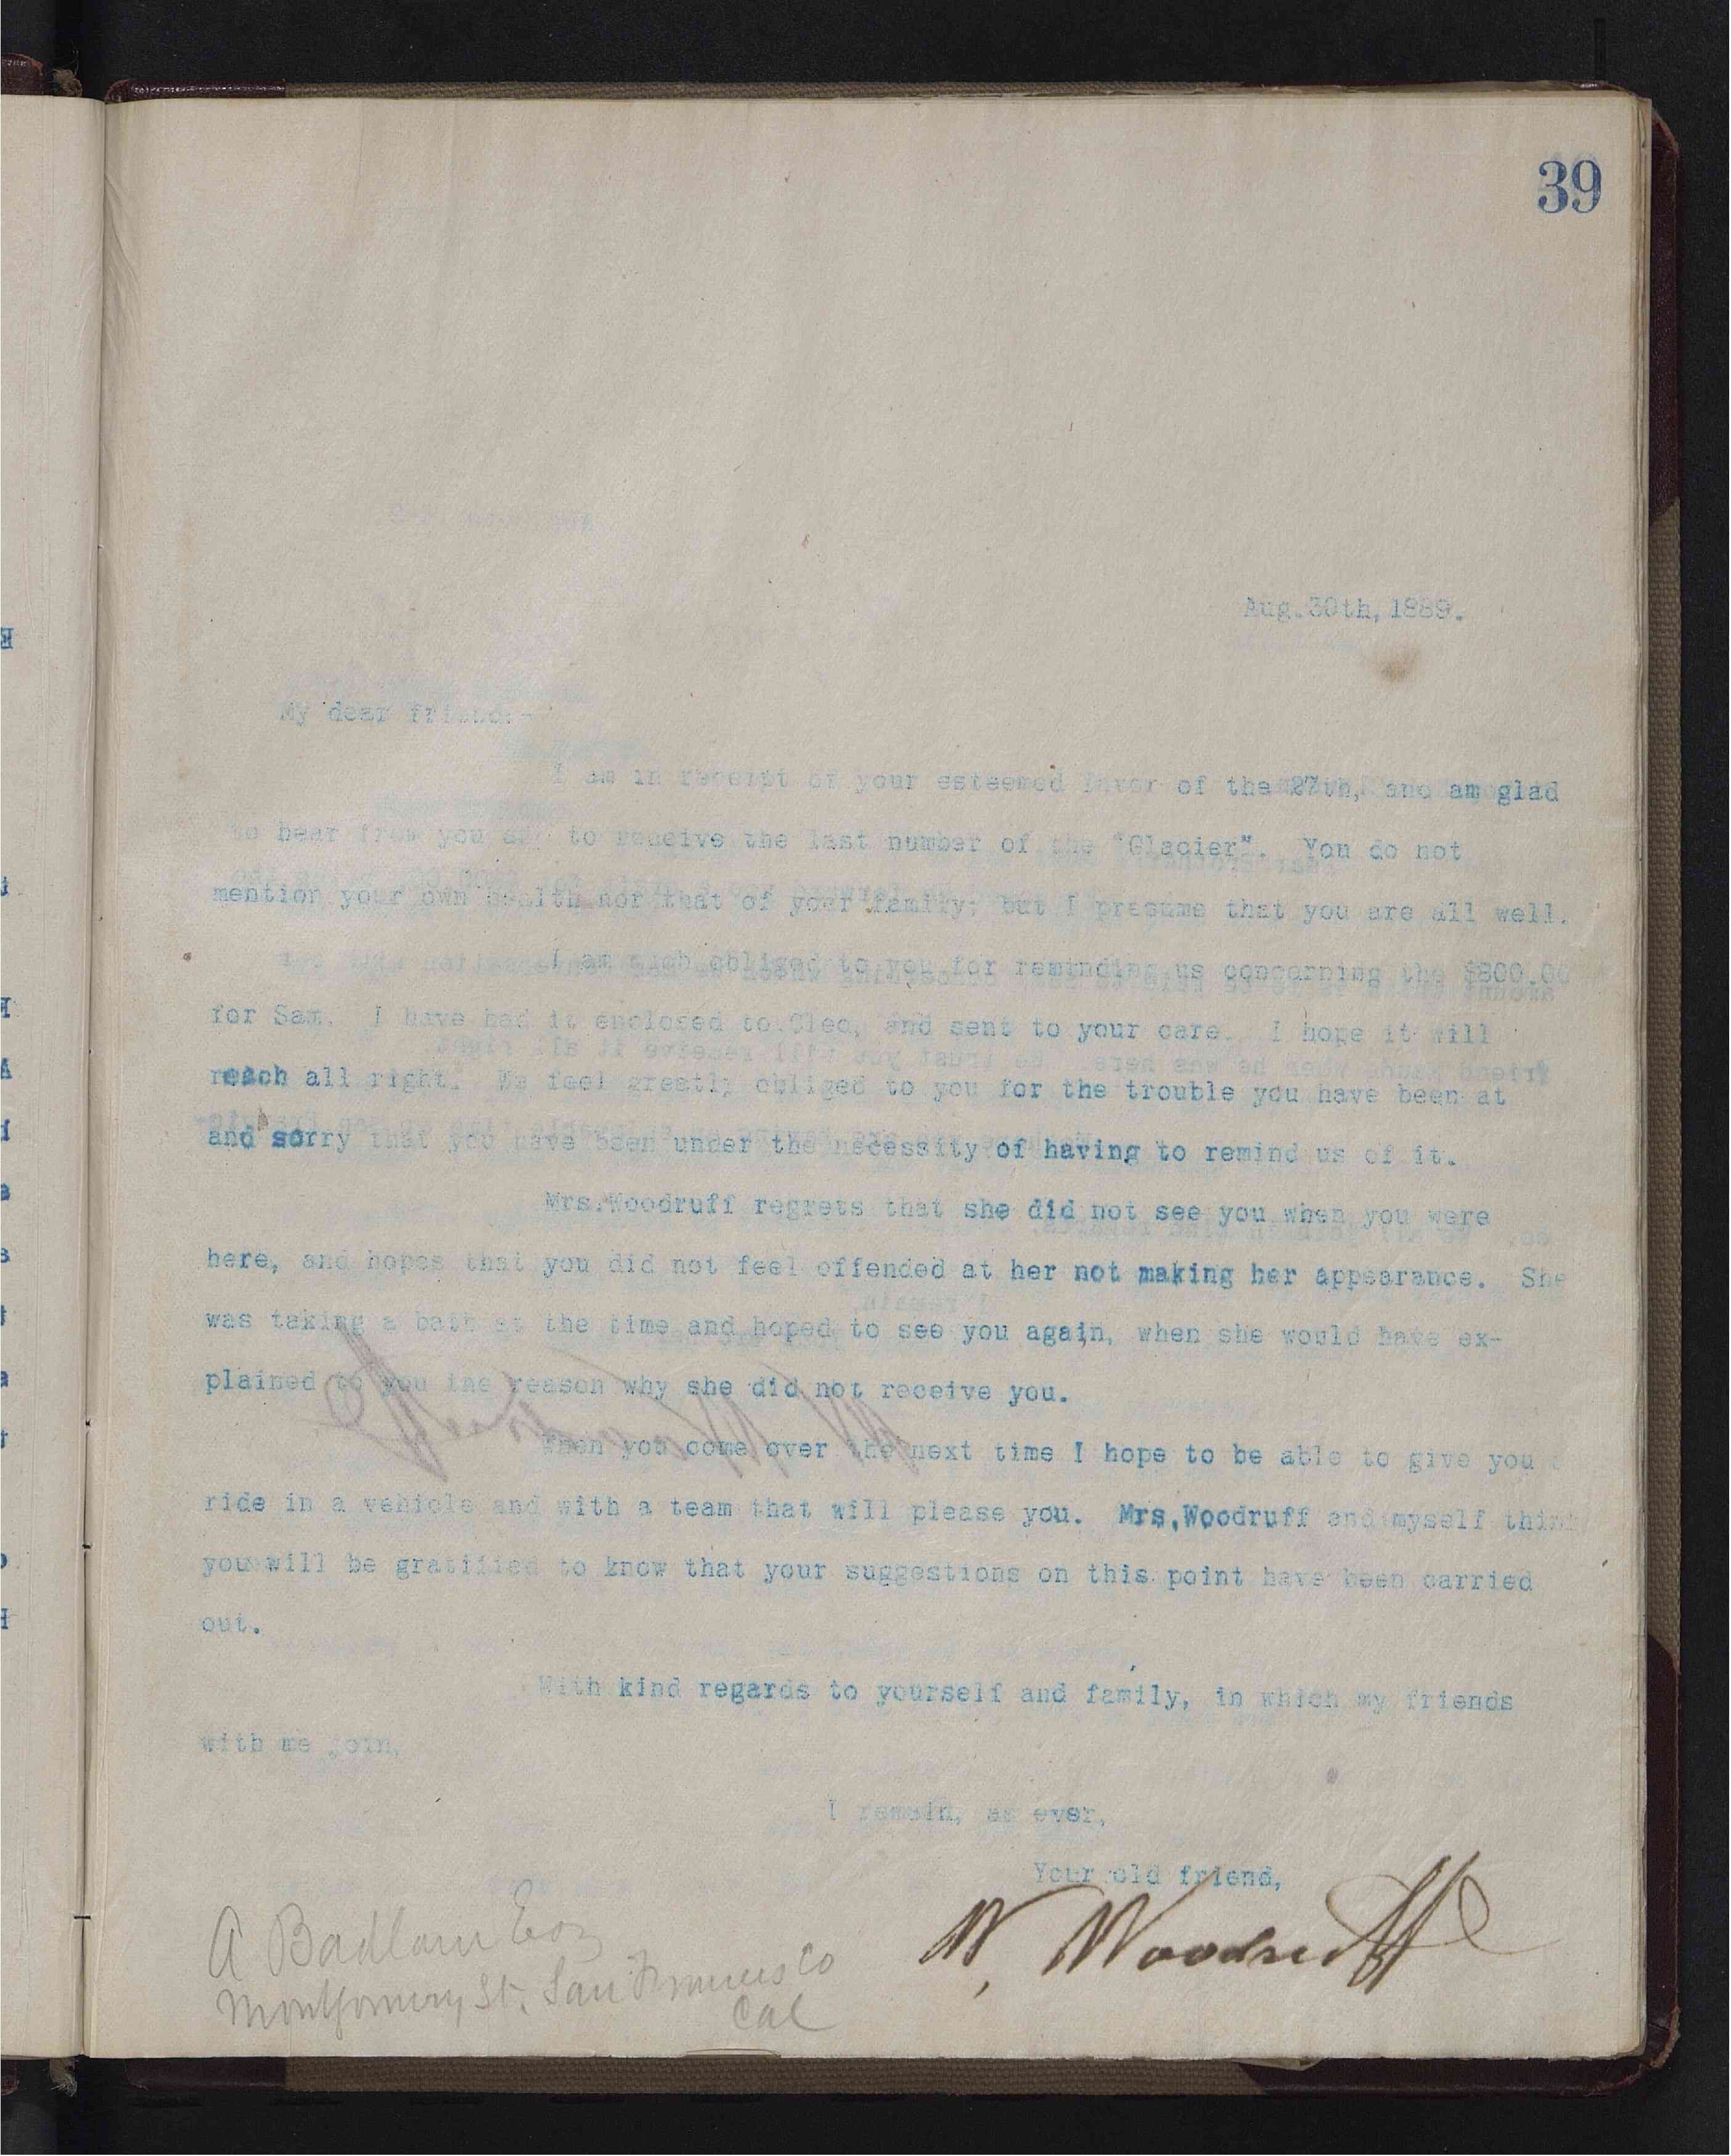 39
Aug.30th, 1889.
My dear friend:-
I am in receipt of your esteemed favor of the 27th, and am glad
to hear from you and to receive the last number of the "Glacier". You do not
mention your own health nor that of your family; but I presume that you are all well.
I am much obliged to you for reminding us concerning the $800.00
for Sam. I have had it enclosed to Cleo, and sent to your care. I hope it will
reach all right. We feel greatly obliged to you for the trouble you have been at
and sorry that you have been under the necessity of having to remind us of it.
Mrs.Woodruff regrets that she did not see you when you were
here, and hopes that you did not feel offended at her not making her appearance. She
was taking a bath at the time and hoped to see you again, when she would have ex-
plained to you the reason why she did not receive you.
When you come over the next time I hope to be able to give you a
ride in a vehicle and with a team that will please you. Mrs,Woodruff and myself think
you will be gratified to know that your suggestions on this point have been carried
out.
With kind regards to yourself and family, in which my friends
with me join,
I remain, as ever,
Your old friend,
W. Woodruff
A Badlam Esq
Montgomery St. San Francisco
Cal